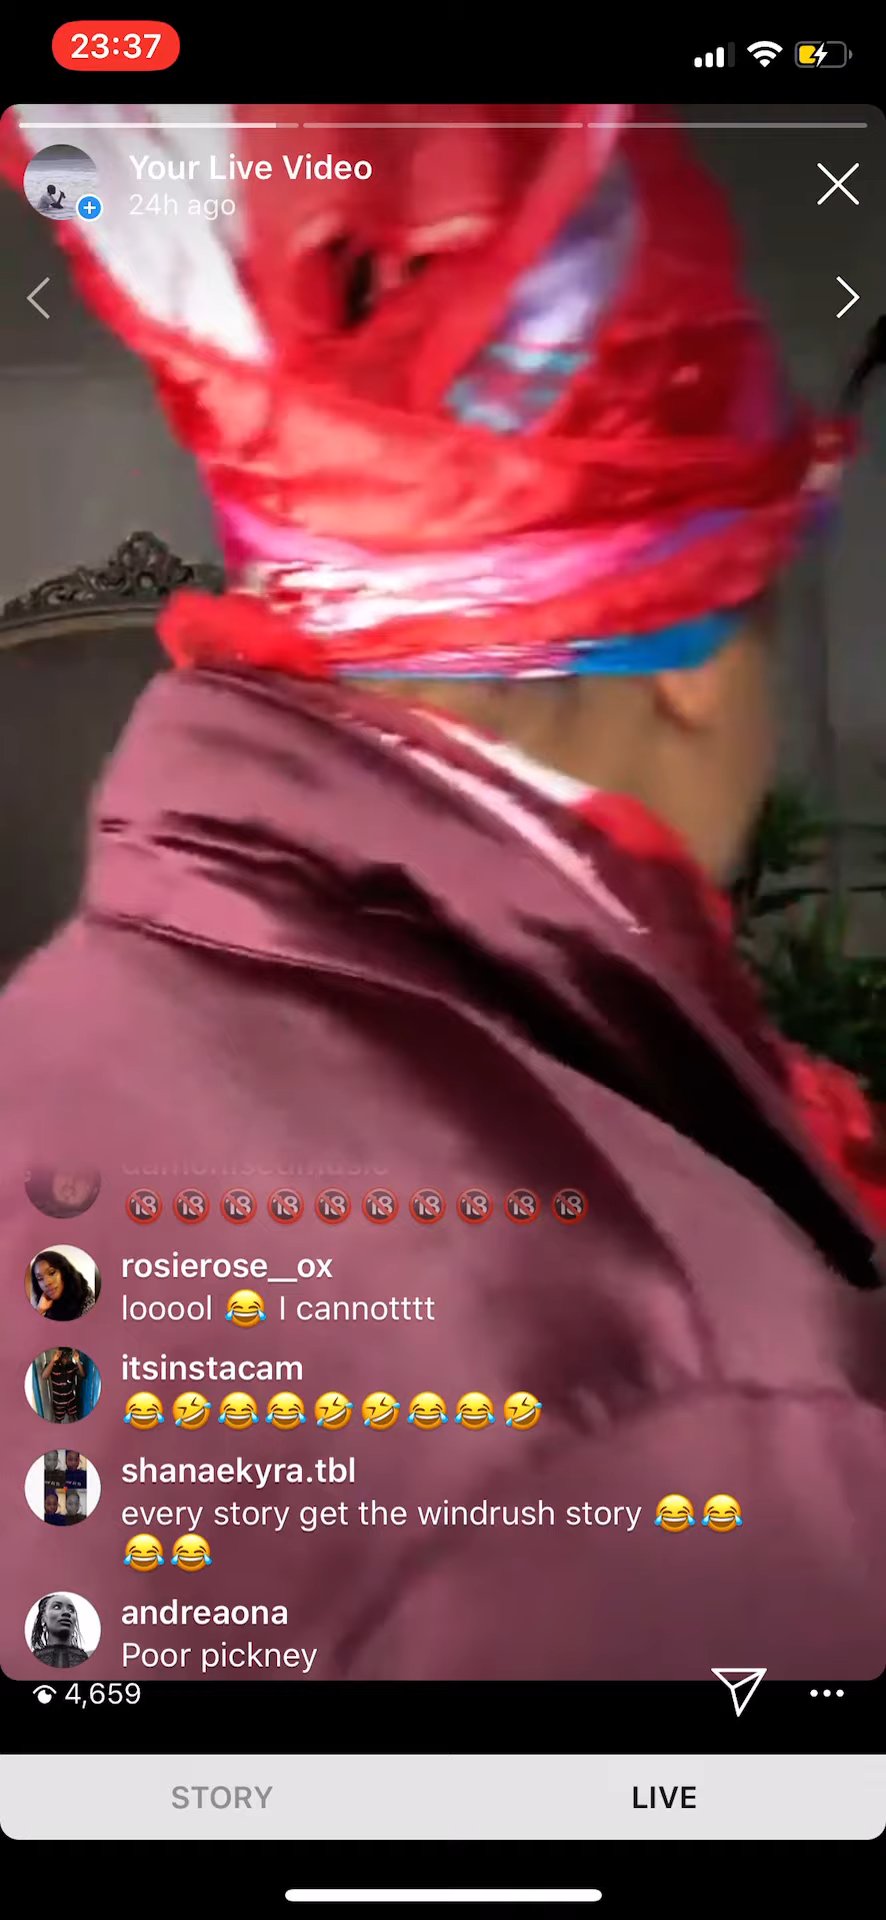 23:37
Your Live Video
24h ago
🔞🔞🔞🔞🔞🔞🔞🔞🔞🔞
rosierose__ox
looool 😂 I cannotttt
itsinstacam
😂🤣😂😂🤣🤣😂😂🤣
shanaekyra.tbl
every story get the windrush story 😂😂
😂😂
andreaona
Poor pickney
4,659
STORY
LIVE